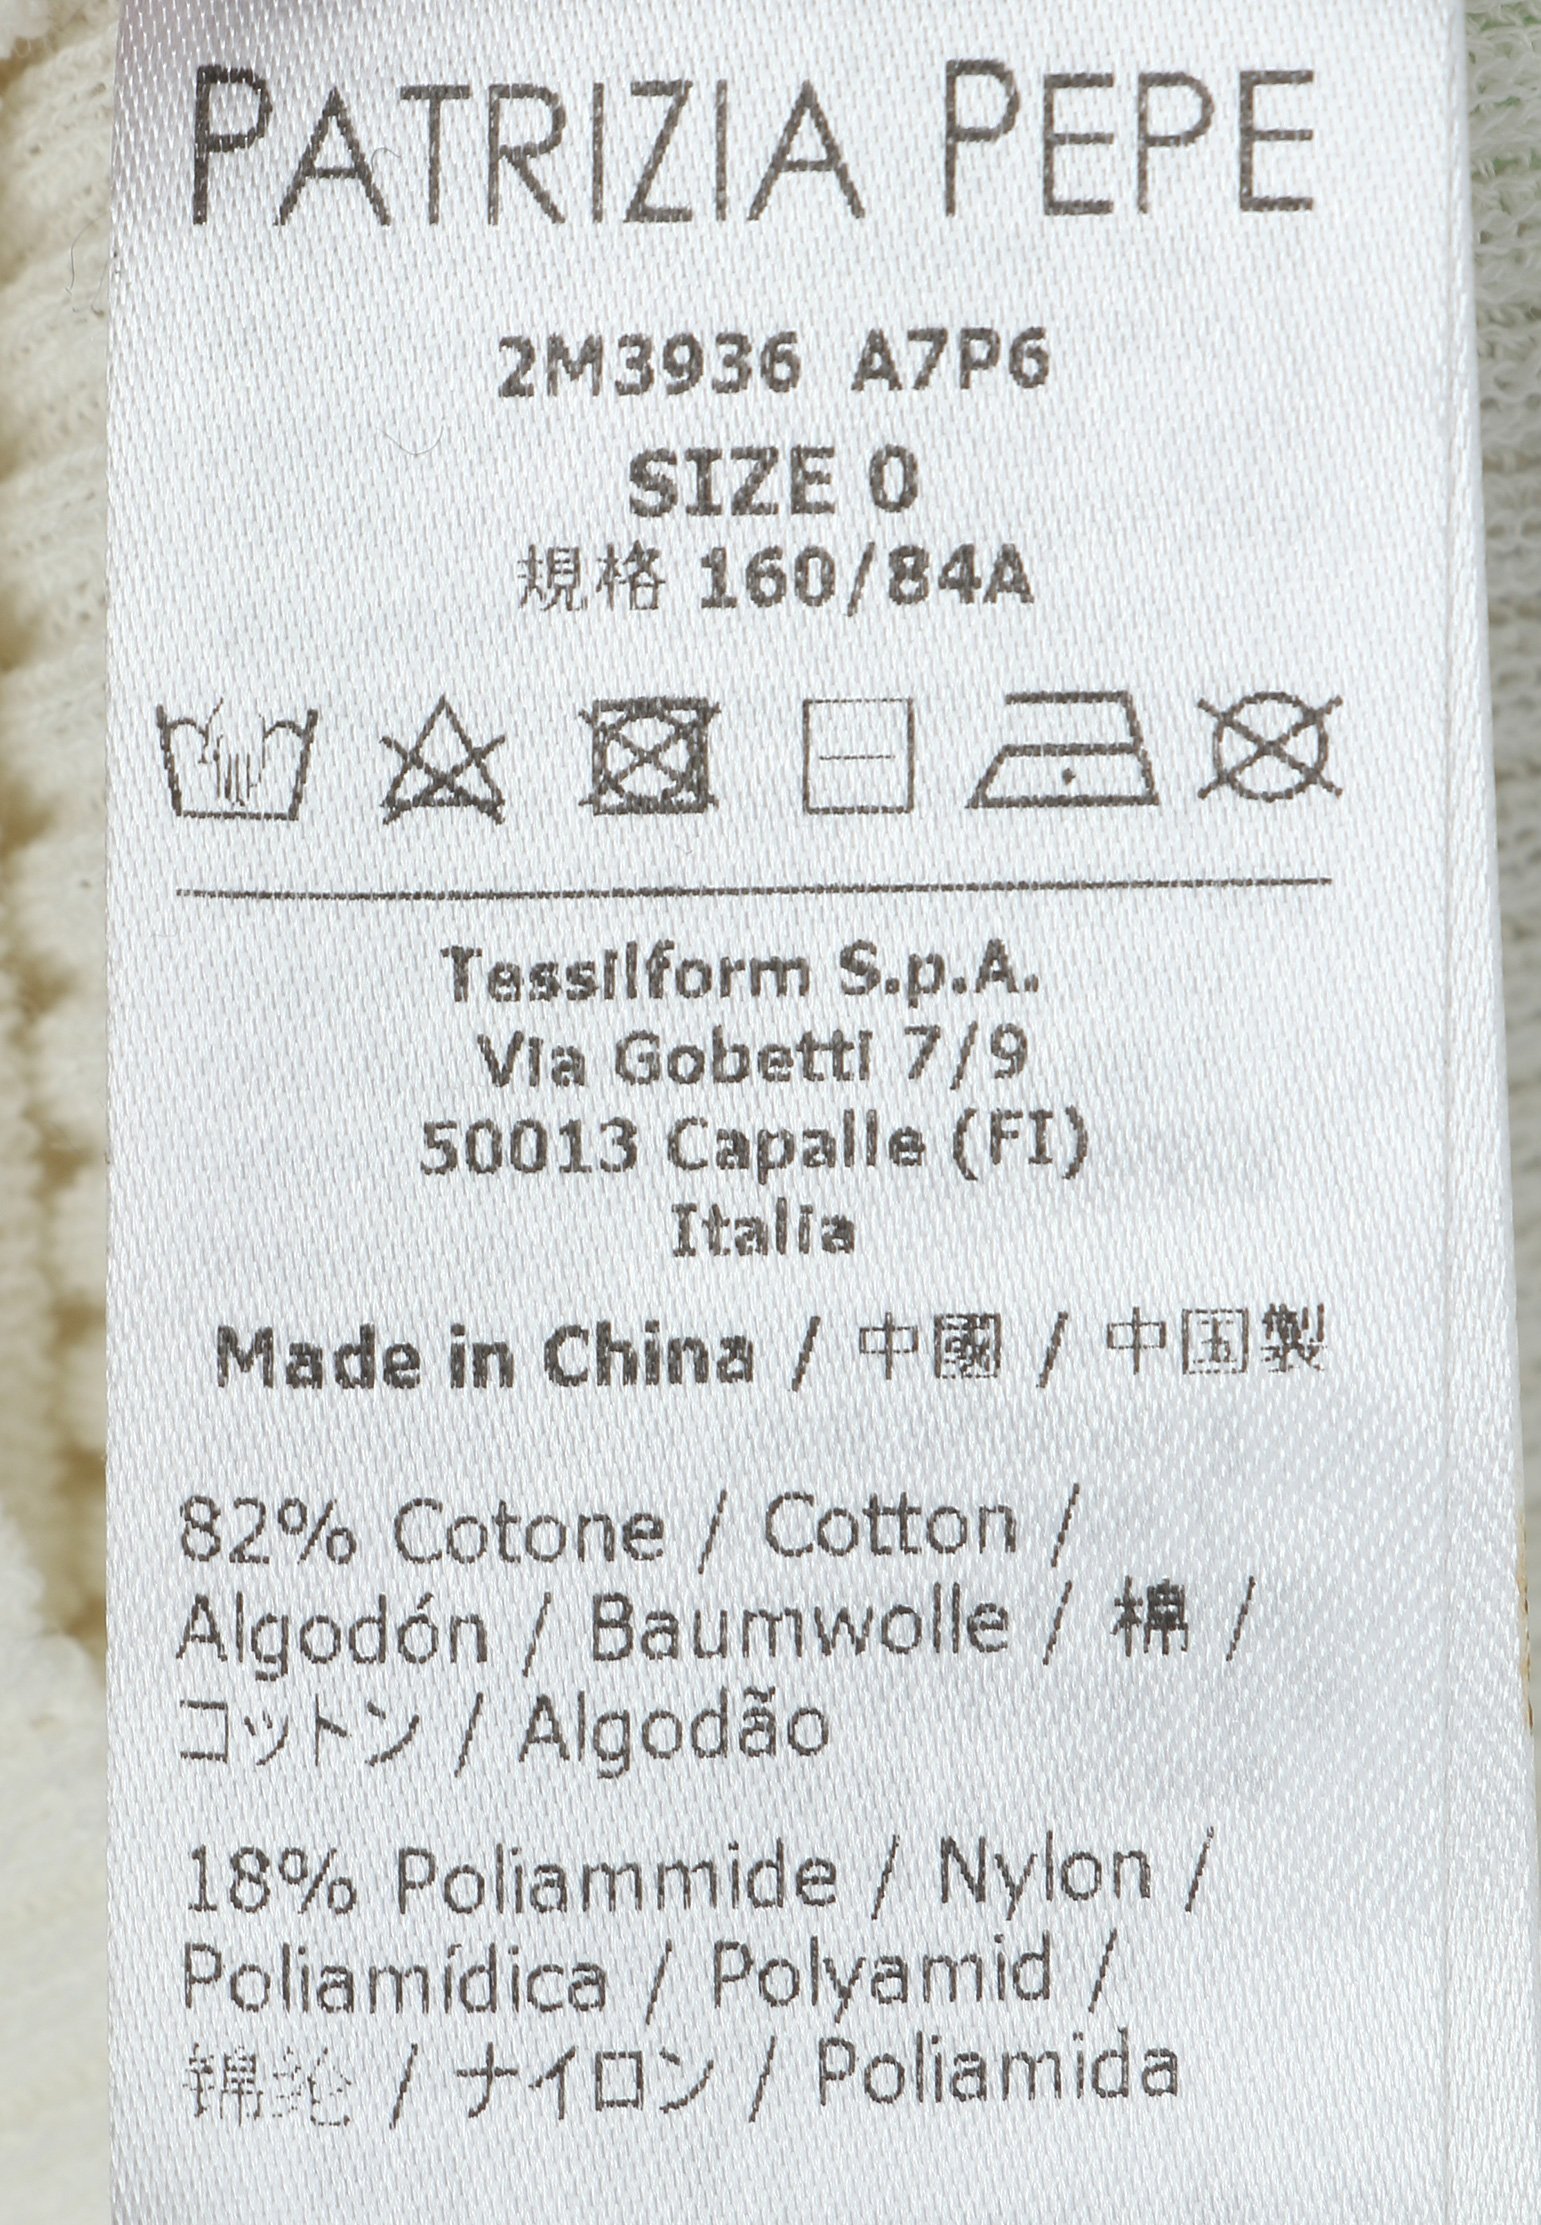 PATRIZIA PEPE
2M3936 A7P6
SIZE 0
規格 160/84A
Tessilform S.p.A.
Via Gobetti 7/9
50013 Capalle (FI)
Italia
Made in China / 中國 / 中国製
82% Cotone / Cotton /
Algodón / Baumwolle / 棉 /
コットン / Algodão
18% Poliammide / Nylon /
Poliamídica / Polyamid /
锦纶 / ナイロン / Poliamida